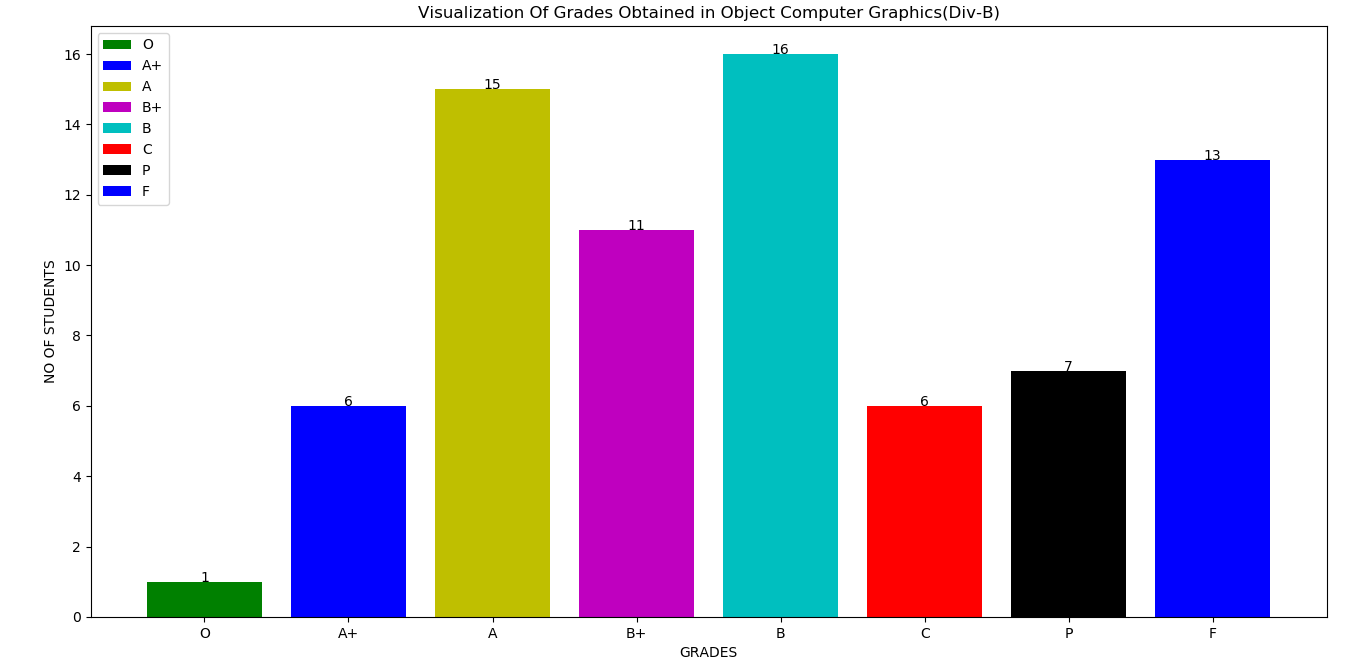 Visualization Of Grades Obtained in Object Computer Graphics(Div-B)
O
A+
A
B+
B
C
P
F
16
14
12
10
8
6
4
2
0
NO OF STUDENTS
1
6
15
11
16
6
7
13
O A+ A B+ B C P F
GRADES